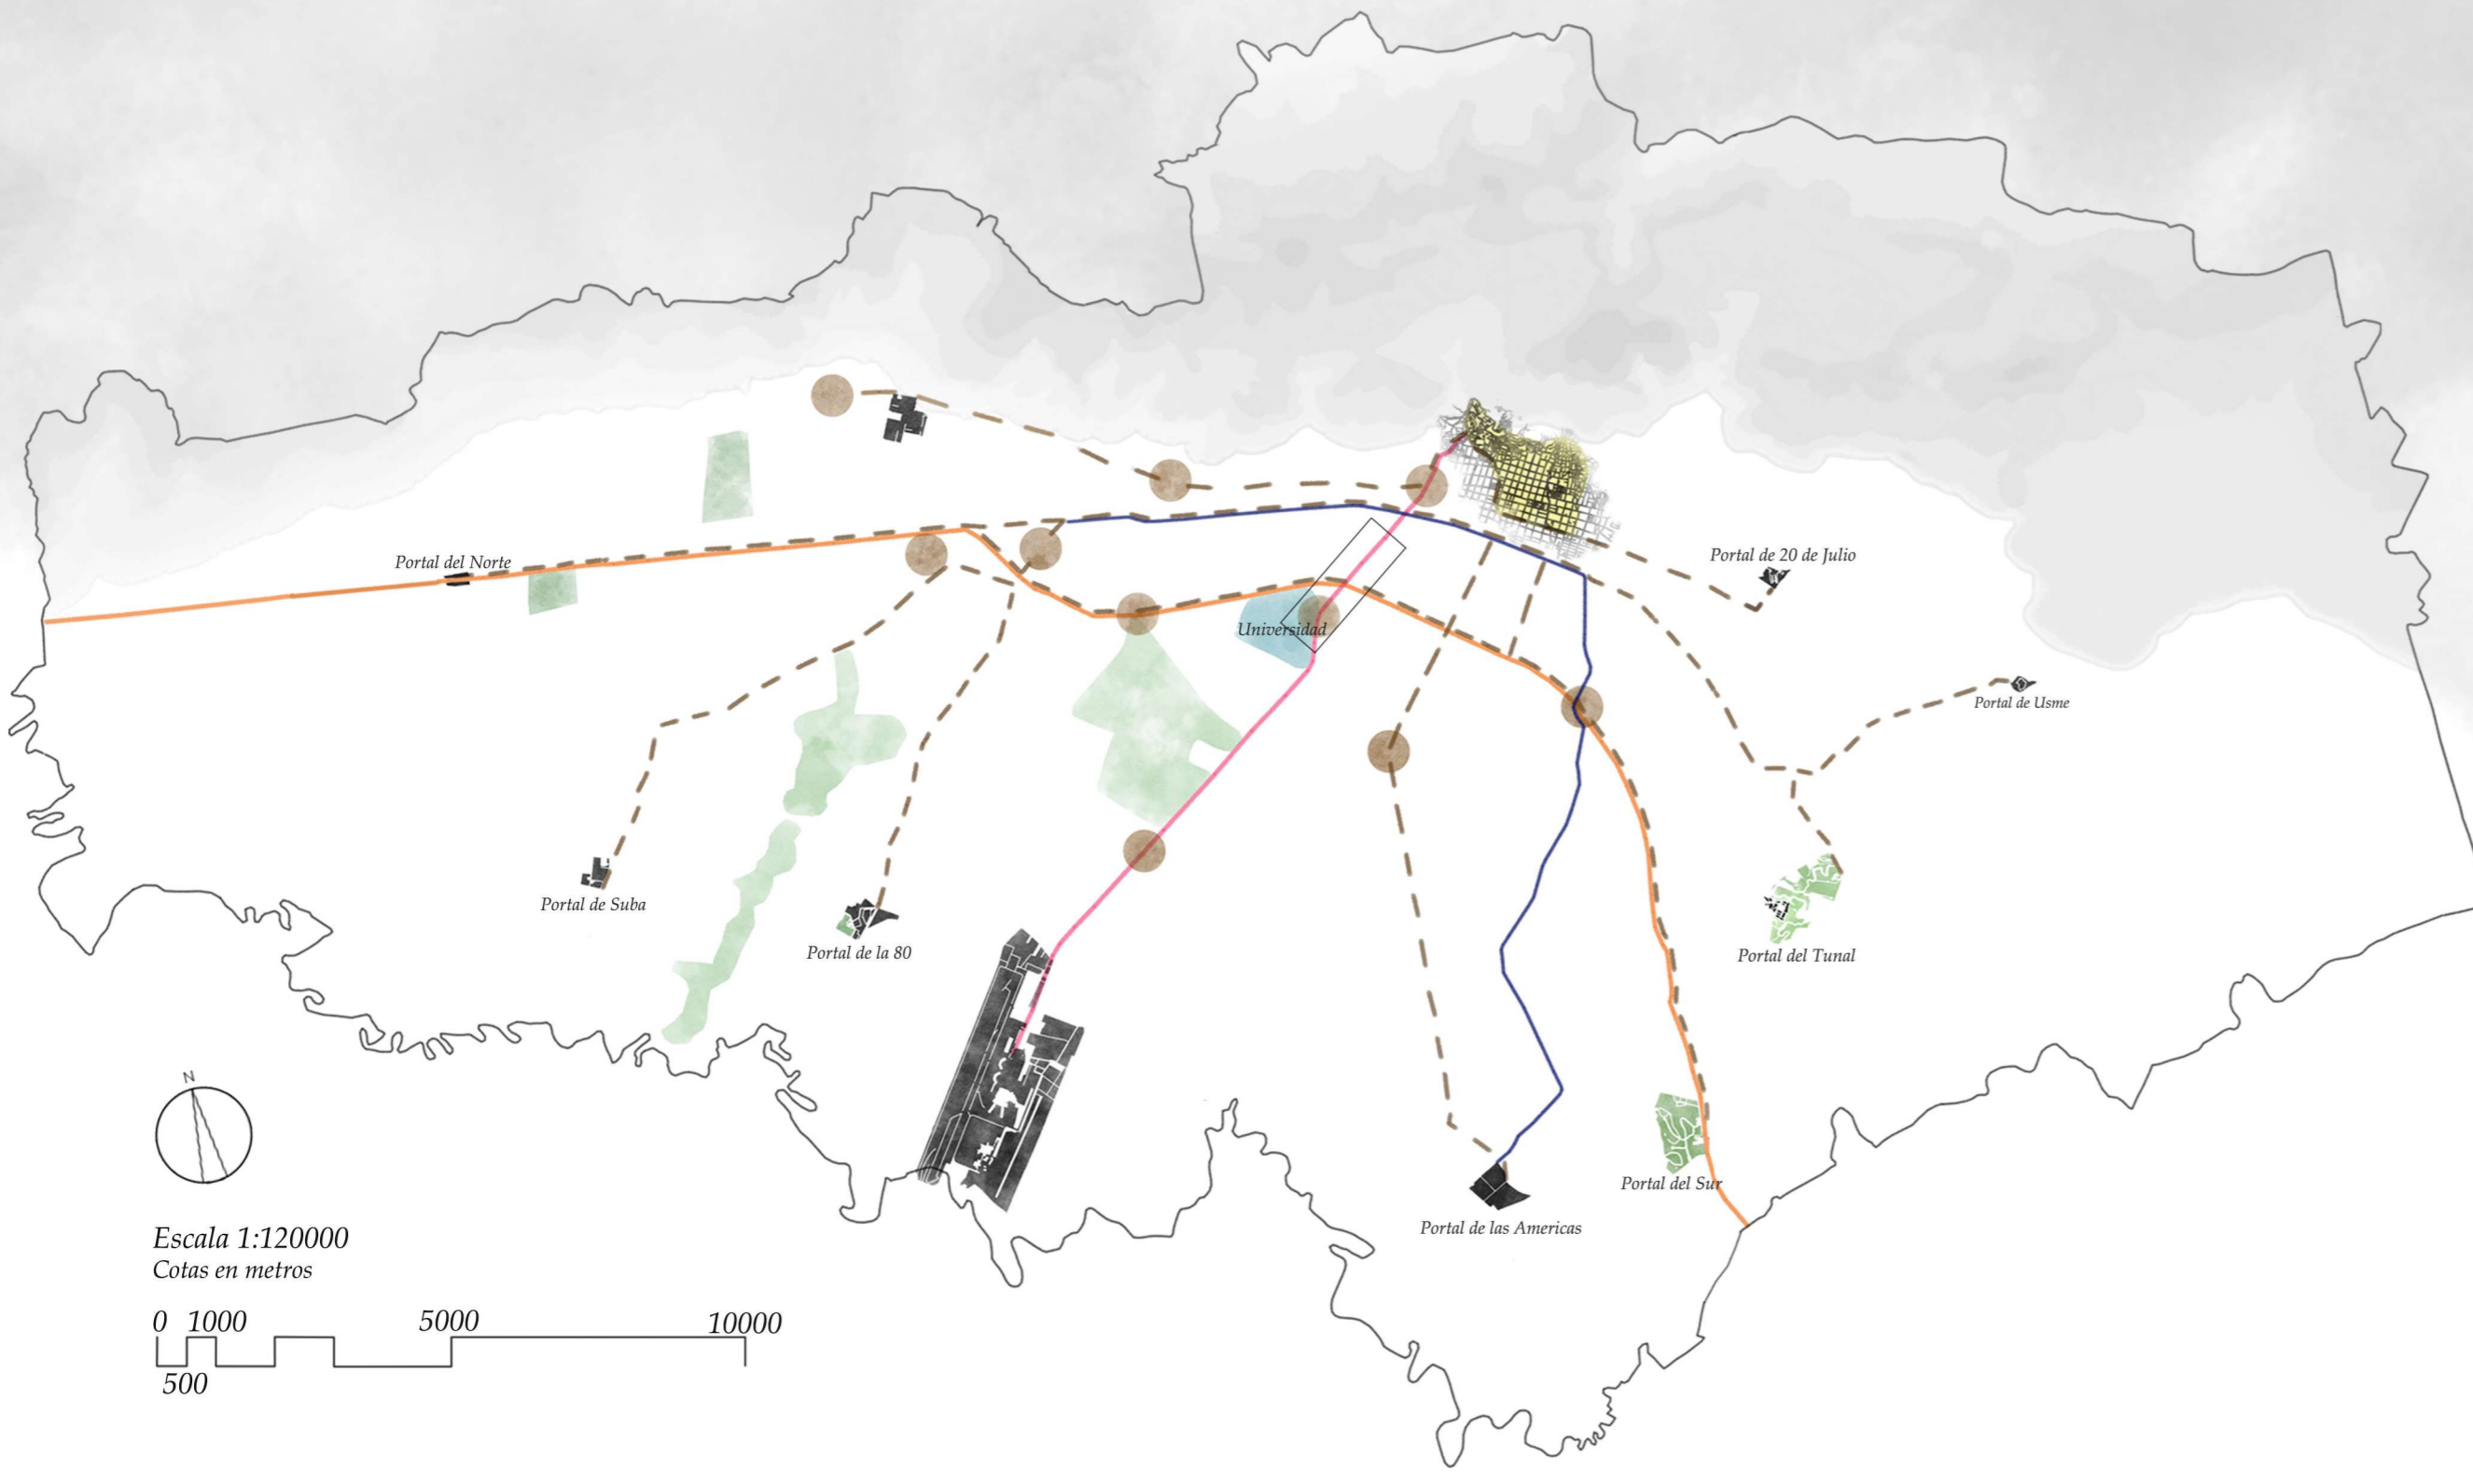 Portal del Norte
Portal de 20 de Julio
Universidad
Portal de Usme
Portal de Suba
Portal de la 80
Portal del Tunal
Portal del Sur
Portal de las Americas
N
Escala 1:120000
Cotas en metros
0 1000 5000 10000
500